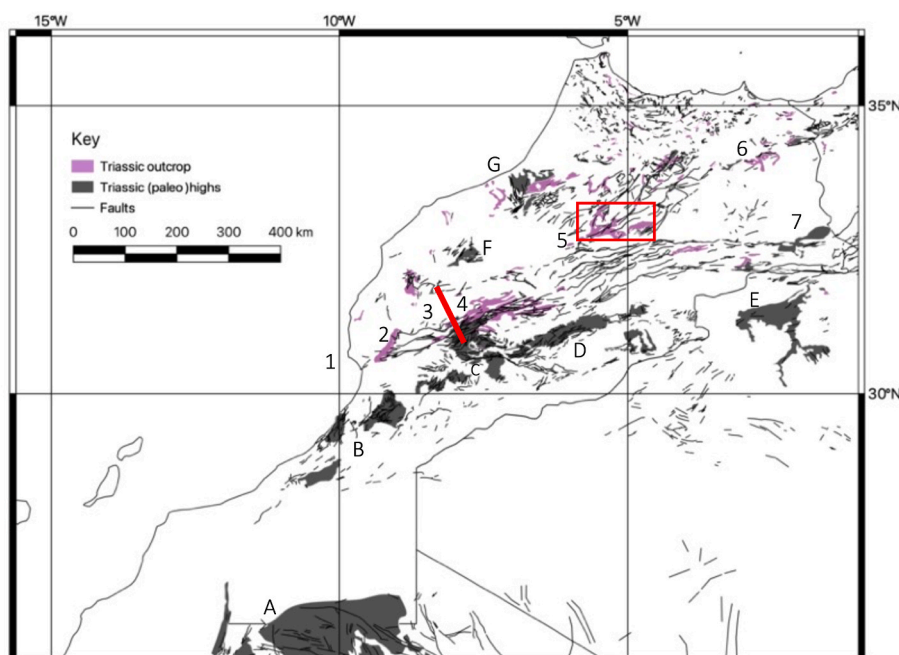 15°W
10°W
5°W
35°N
Key
Triassic outcrop
Triassic (paleo )highs
Faults
0 100 200 300 400 km
G
6
5
7
F
4
3
2
1
E
D
c
30°N
B
A